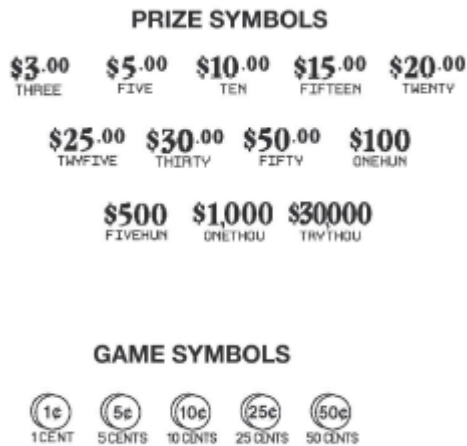 PRIZE SYMBOLS
$3.00 $5.00 $10.00 $15.00 $20.00
THREE FIVE TEN FIFTEEN TWENTY
$25.00 $30.00 $50.00 $100
TWYFIVE THIRTY FIFTY ONEHUN
$500 $1,000 $30,000
FIVEHUN ONETHOU TRYTHOU
GAME SYMBOLS
1¢ 5¢ 10¢ 25¢ 50¢
1CENT 5CENTS 10CENTS 25CENTS 50CENTS